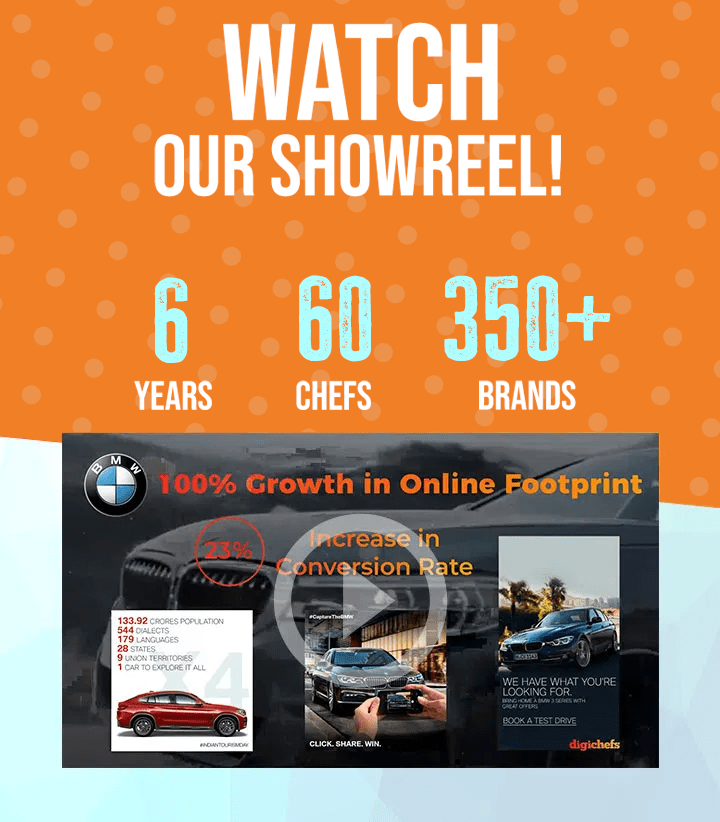 WATCH
OUR SHOWREEL!
6
YEARS
60
CHEFS
350+
BRANDS
BMW
100% Growth in Online Footprint
23%
Increase in
Conversion Rate
133.92 CRORES POPULATION
544 DIALECTS
179 LANGUAGES
28 STATES
9 UNION TERRITORIES
1 CAR TO EXPLORE IT ALL
X4
#INDIANTOURISMDAY
#CaptureTheBMW
CLICK. SHARE. WIN.
WE HAVE WHAT YOU'RE
LOOKING FOR.
BRING HOME A BMW 3 SERIES WITH
GREAT OFFERS.
BOOK A TEST DRIVE
digichefs